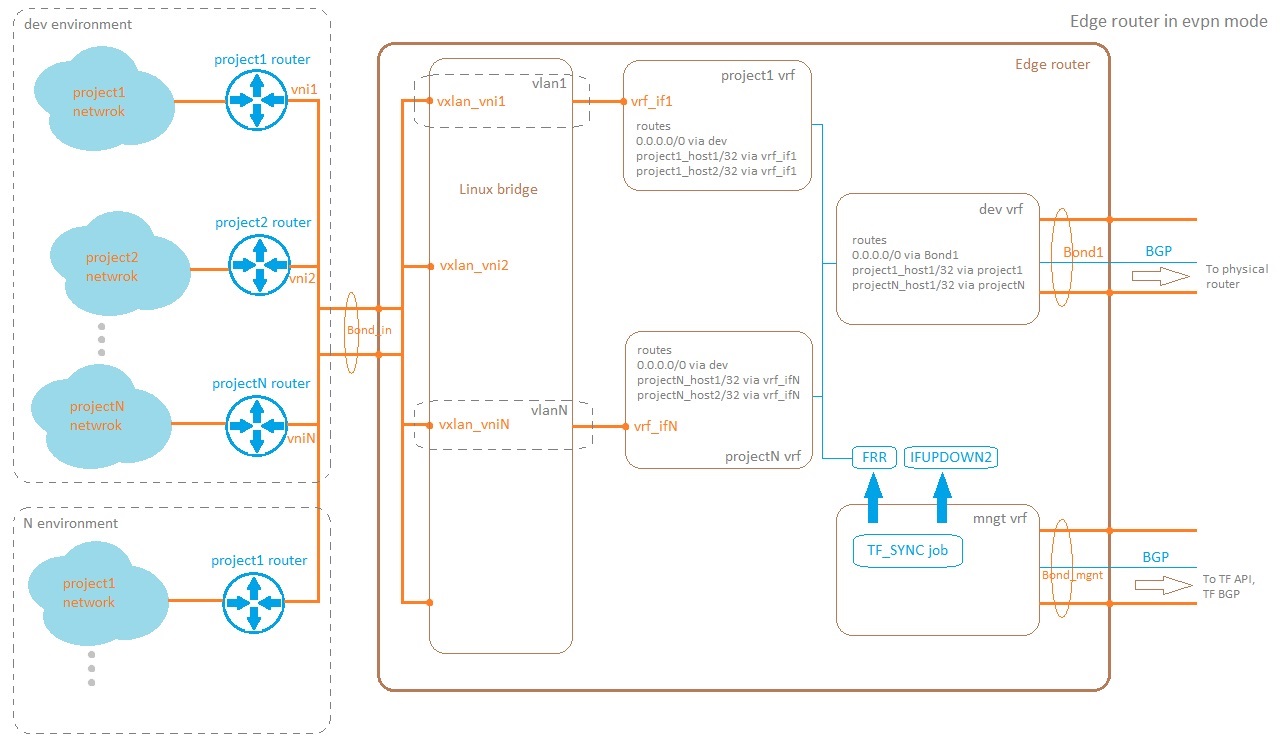 Edge router in evpn mode
dev environment
project1 router
project1
netwrok
vni1
project2 router
project2
netwrok
vni2
projectN router
projectN
netwrok
vniN
N environment
project1 router
project1
network
Bond_in
Edge router
vlan1
vxlan_vni1
Linux bridge
vxlan_vni2
vlanN
vxlan_vniN
project1 vrf
vrf_if1
routes
0.0.0.0/0 via dev
project1_host1/32 via vrf_if1
project1_host2/32 via vrf_if1
routes
0.0.0.0/0 via dev
projectN_host1/32 via vrf_ifN
projectN_host2/32 via vrf_ifN
vrf_ifN
projectN vrf
dev vrf
routes
0.0.0.0/0 via Bond1
project1_host1/32 via project1
projectN_host1/32 via projectN
Bond1
BGP
To physical
router
FRR
IFUPDOWN2
mngt vrf
TF_SYNC job
Bond_mgnt
BGP
To TF API,
TF BGP